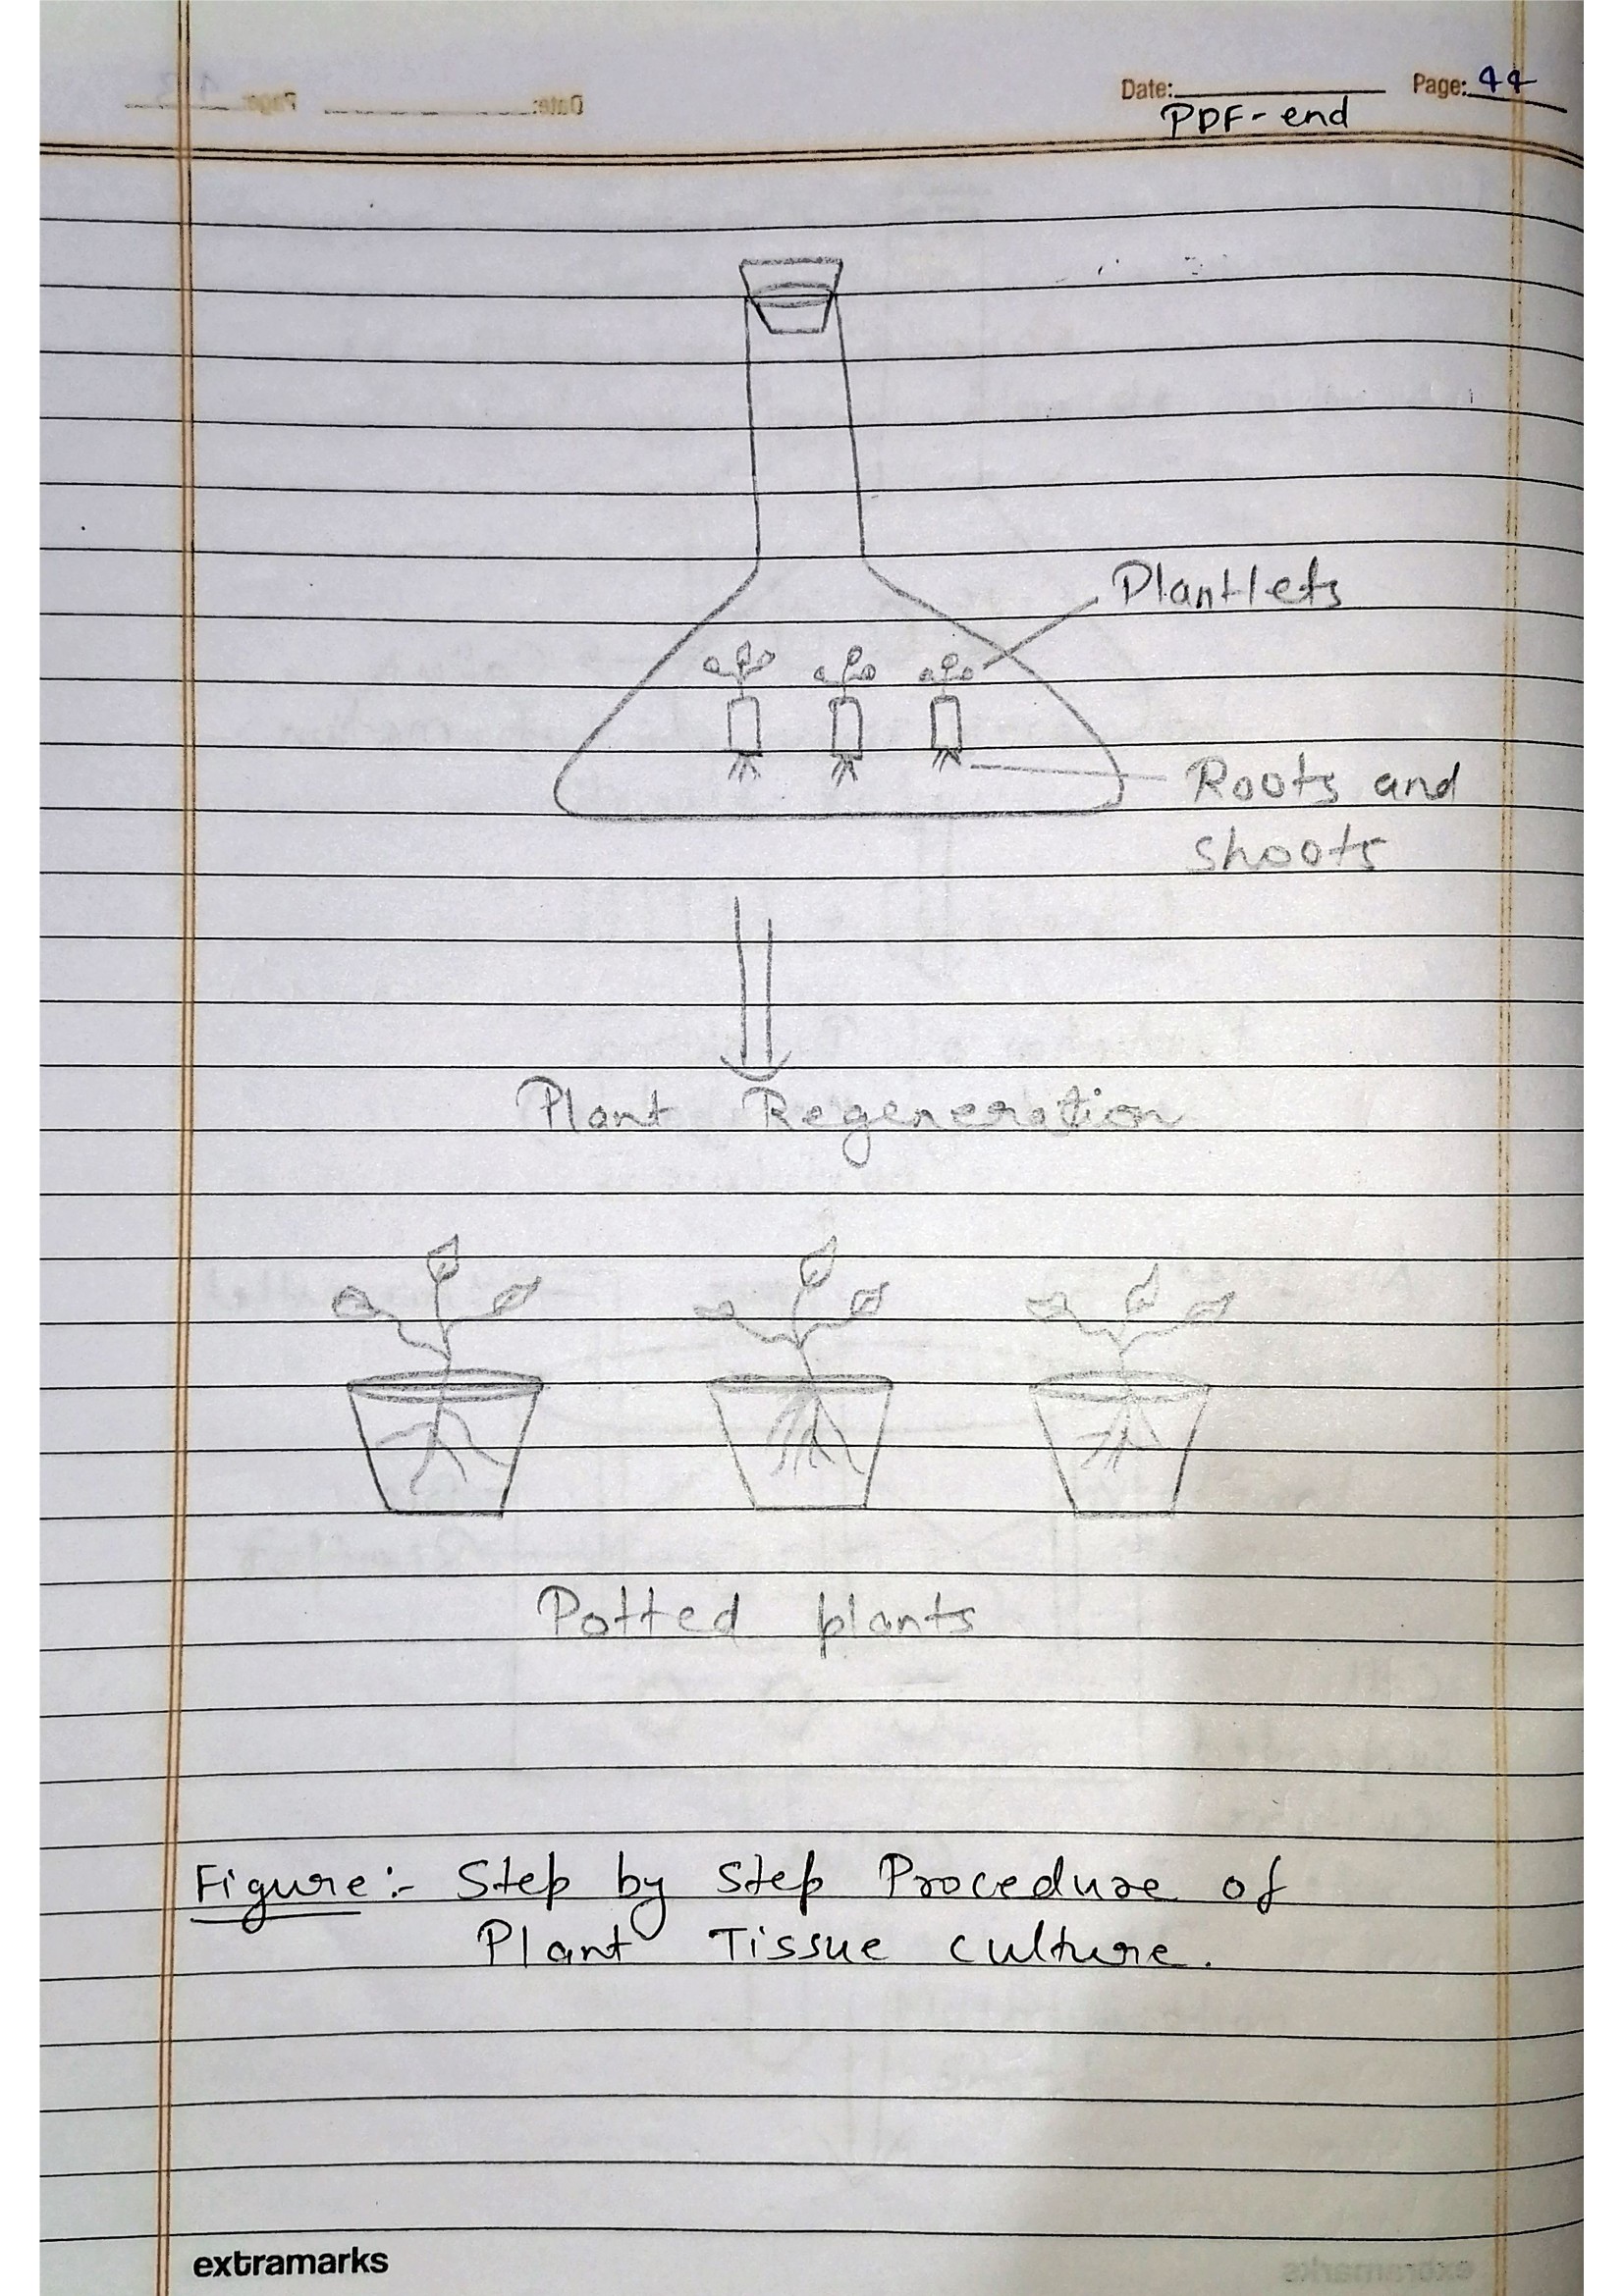 Date: Page: 44
PDF-end
Plantlets
Roots and
shoots
Plant Regeneration
Potted plants
Figure:- Step by Step Procedure of
Plant Tissue culture.
extramarks